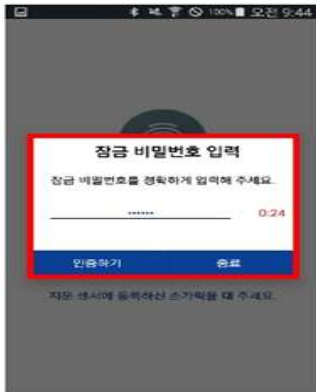 100% 오전 9:44
잠금 비밀번호 입력
잠금 비밀번호를 정확하게 입력해 주세요.
•••••• 0:24
인증하기 종료
지문 센서에 등록하신 손가락을 대 주세요.